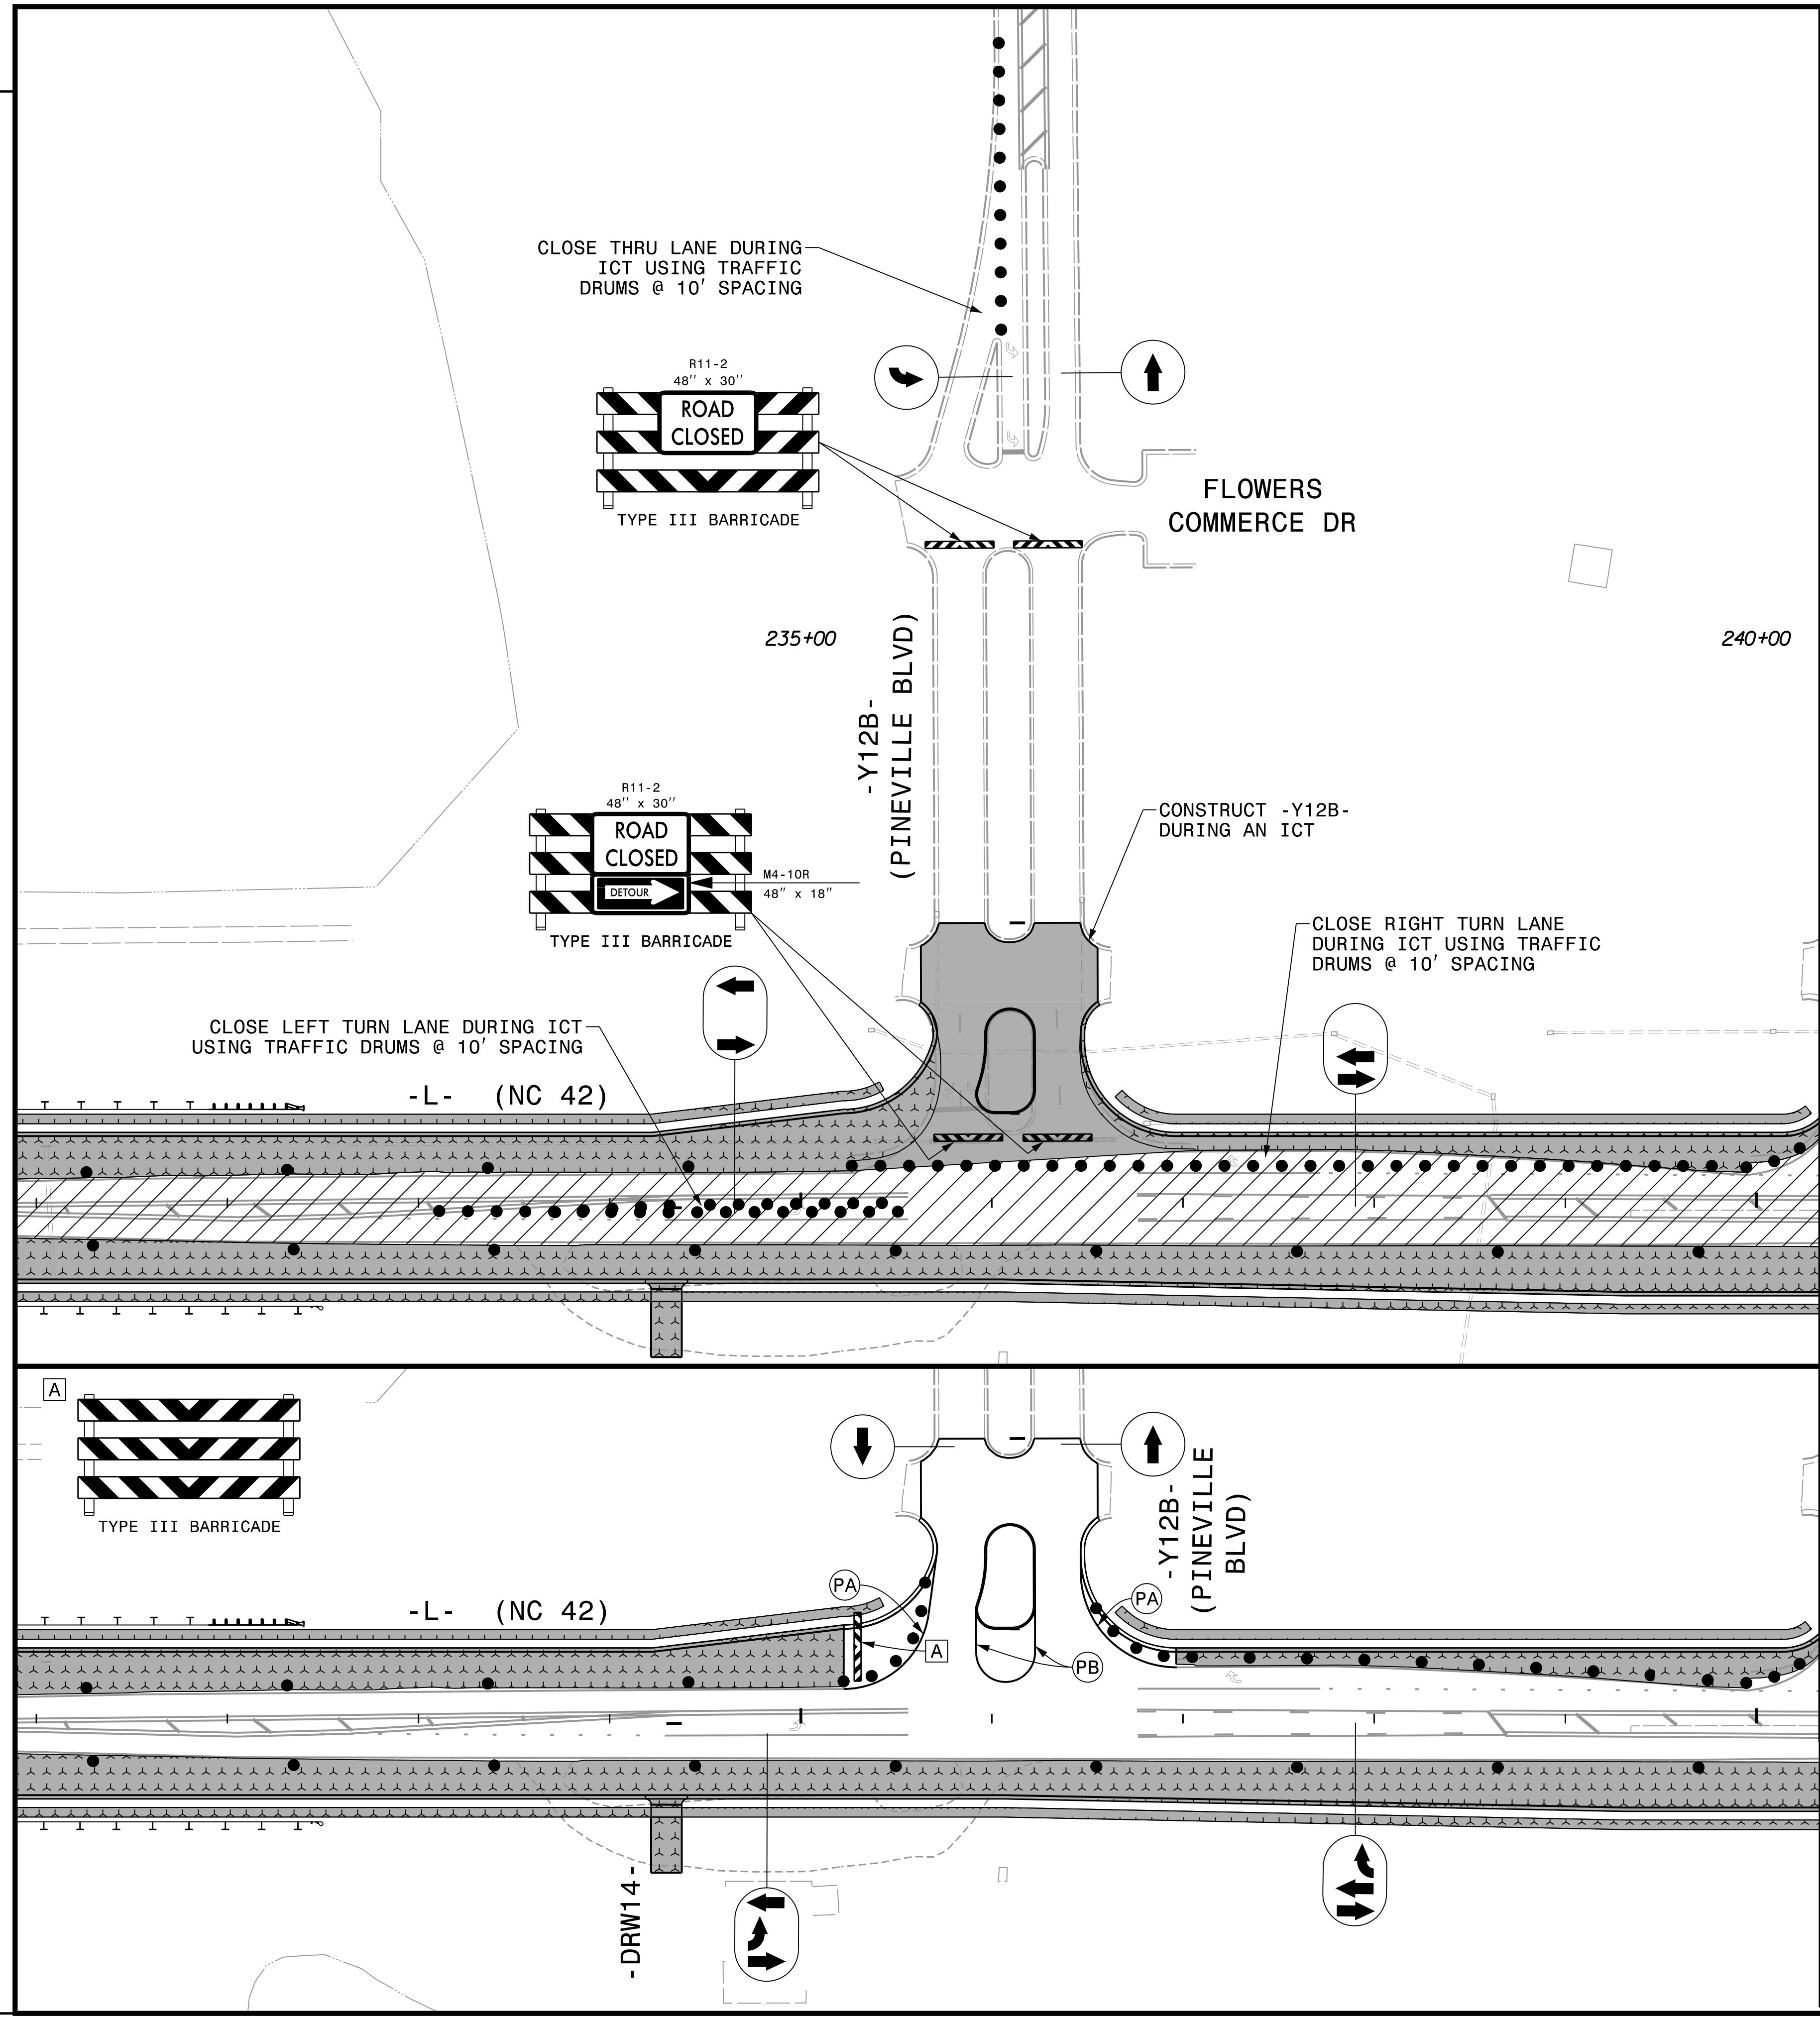 CLOSE THRU LANE DURING
ICT USING TRAFFIC
DRUMS @ 10' SPACING
R11-2
48'' x 30''
ROAD
CLOSED
TYPE III BARRICADE
FLOWERS
COMMERCE DR
235+00
240+00
-Y12B-
(PINEVILLE BLVD)
R11-2
48'' x 30''
ROAD
CLOSED
DETOUR
M4-10R
48" x 18"
TYPE III BARRICADE
CONSTRUCT -Y12B-
DURING AN ICT
CLOSE RIGHT TURN LANE
DURING ICT USING TRAFFIC
DRUMS @ 10' SPACING
CLOSE LEFT TURN LANE DURING ICT
USING TRAFFIC DRUMS @ 10' SPACING
-L- (NC 42)
A
TYPE III BARRICADE
-Y12B-
(PINEVILLE
BLVD)
PA
PA
-L- (NC 42)
A
PB
-DRW14-